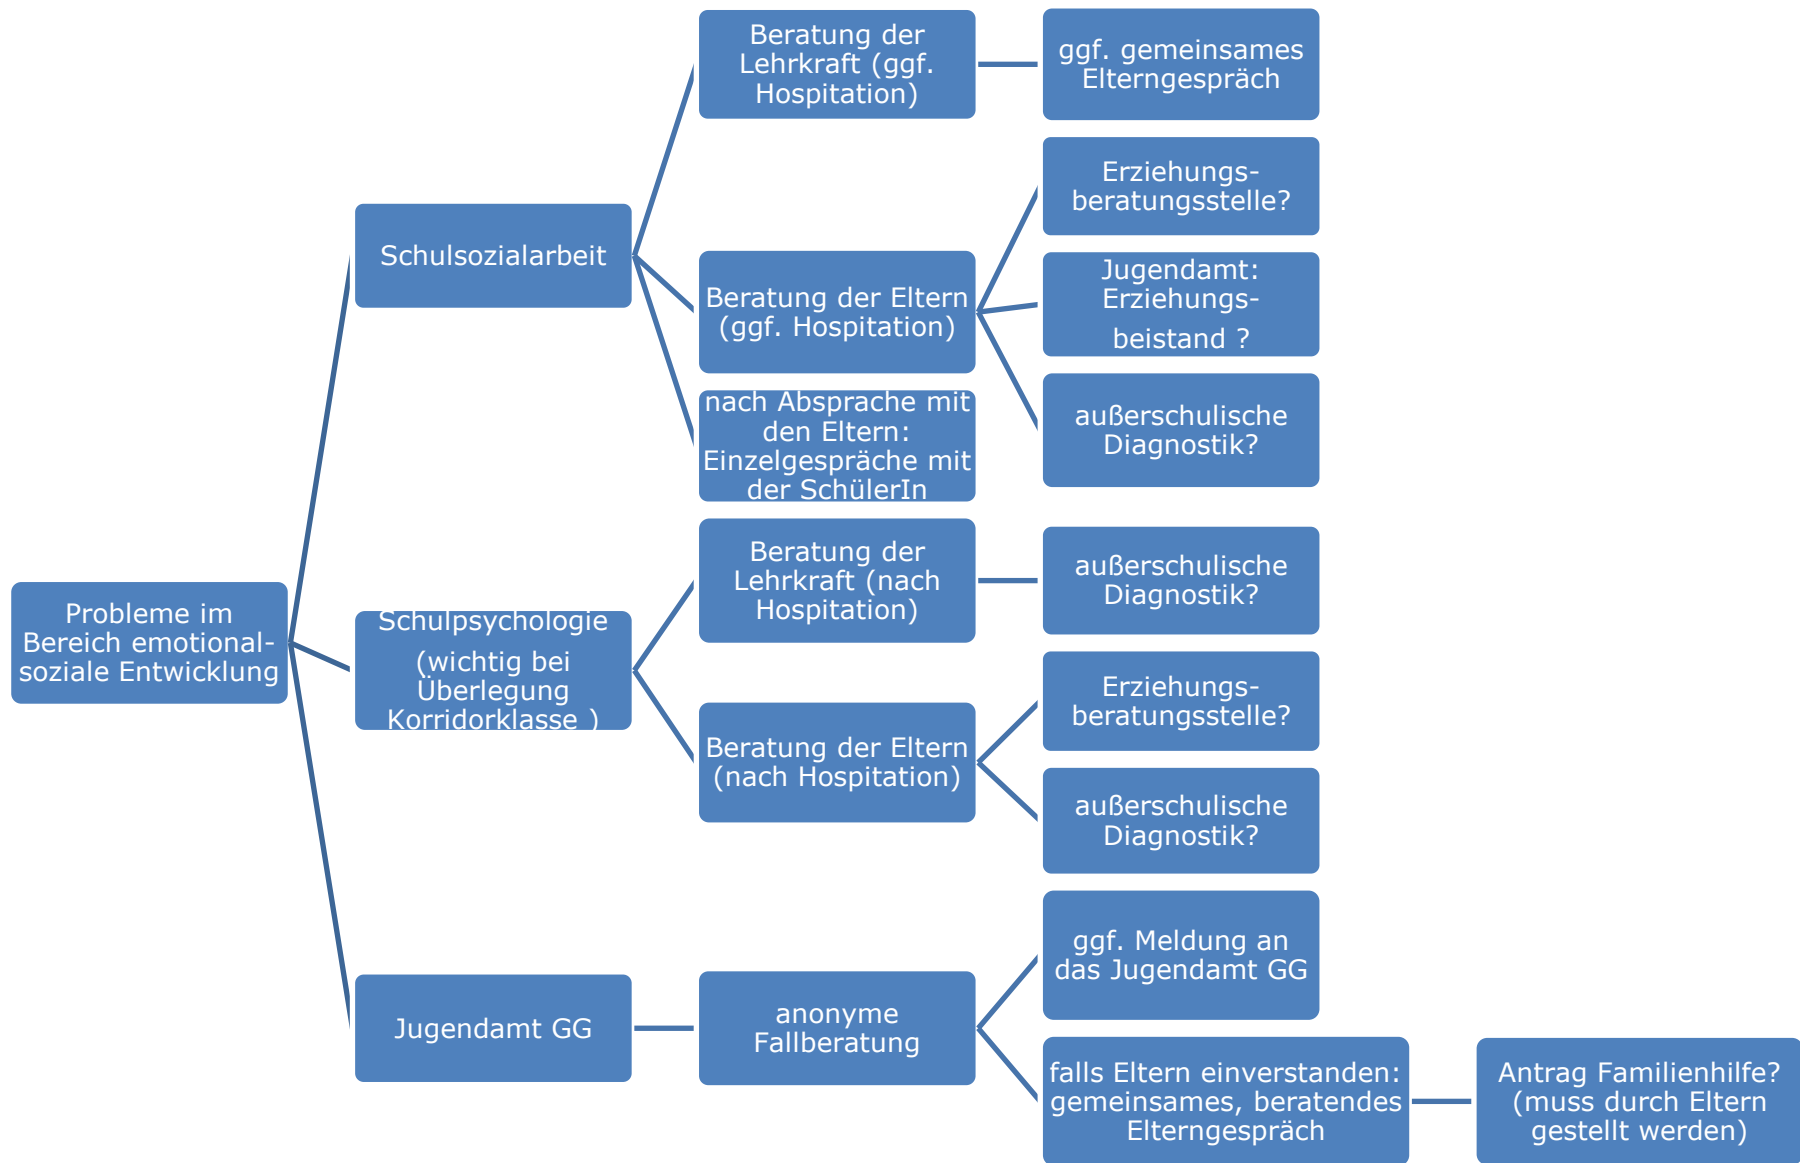 Probleme im
Bereich emotional-
soziale Entwicklung
Schulsozialarbeit
Beratung der
Lehrkraft (ggf.
Hospitation)
ggf. gemeinsames
Elterngespräch
Beratung der Eltern
(ggf. Hospitation)
Erziehungs-
beratungsstelle?
Jugendamt:
Erziehungs-
beistand ?
außerschulische
Diagnostik?
nach Absprache mit
den Eltern:
Einzelgespräche mit
der SchülerIn
Schulpsychologie
(wichtig bei
Überlegung
Korridorklasse )
Beratung der
Lehrkraft (nach
Hospitation)
außerschulische
Diagnostik?
Beratung der Eltern
(nach Hospitation)
Erziehungs-
beratungsstelle?
außerschulische
Diagnostik?
Jugendamt GG
anonyme
Fallberatung
ggf. Meldung an
das Jugendamt GG
falls Eltern einverstanden:
gemeinsames, beratendes
Elterngespräch
Antrag Familienhilfe?
(muss durch Eltern
gestellt werden)